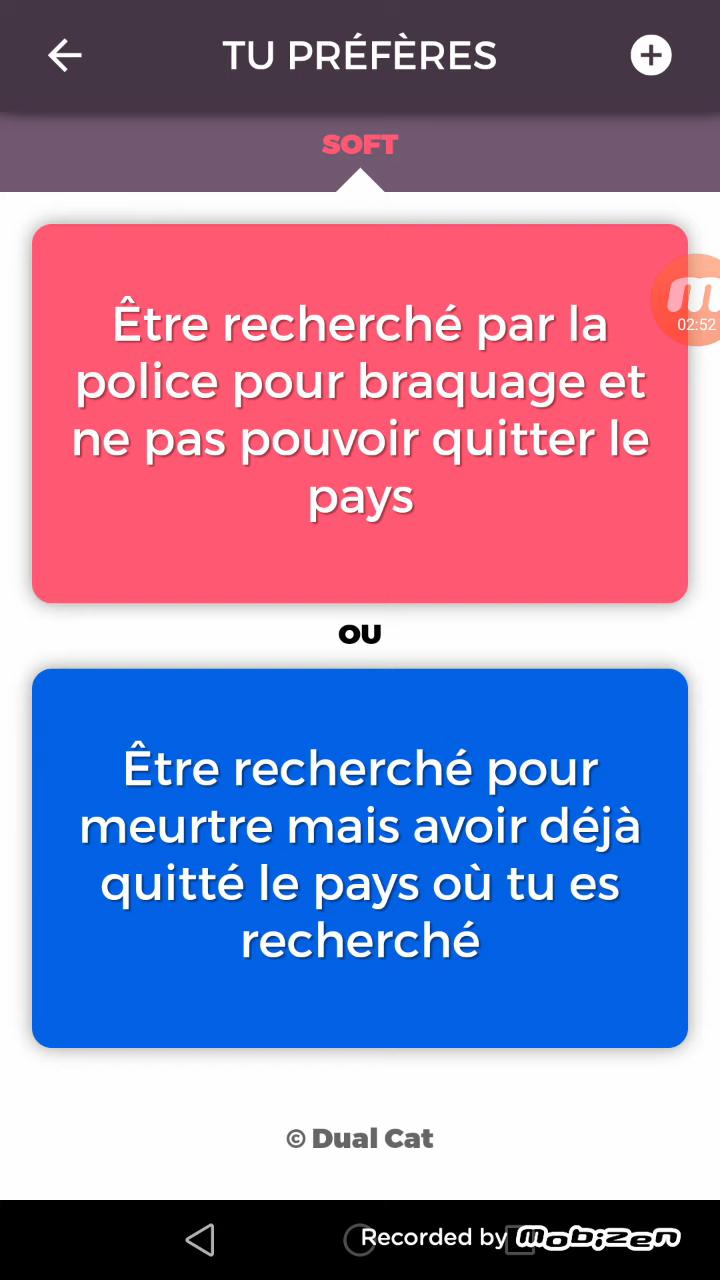 TU PRÉFÈRES
SOFT
Être recherché par la
police pour braquage et
ne pas pouvoir quitter le
pays
02:52
OU
Être recherché pour
meurtre mais avoir déjà
quitté le pays où tu es
recherché
© Dual Cat
Recorded by mobizen